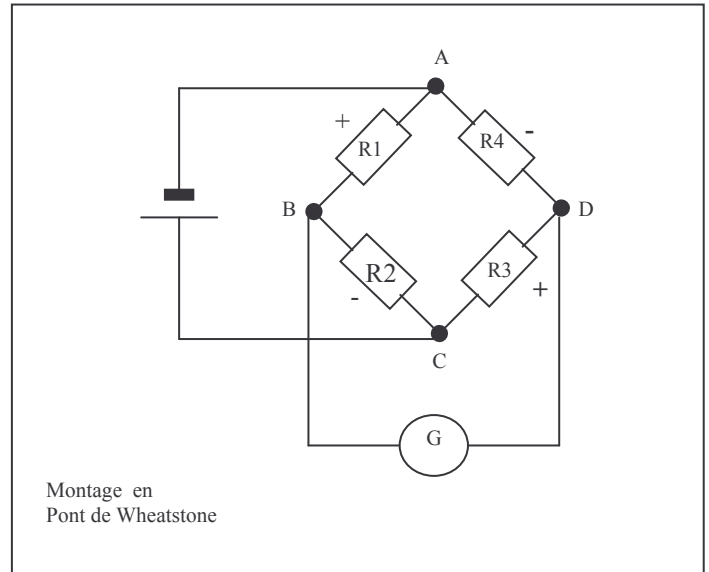 A
+
R1
R4
-
B
D
R2
-
R3
+
C
G
Montage en
Pont de Wheatstone